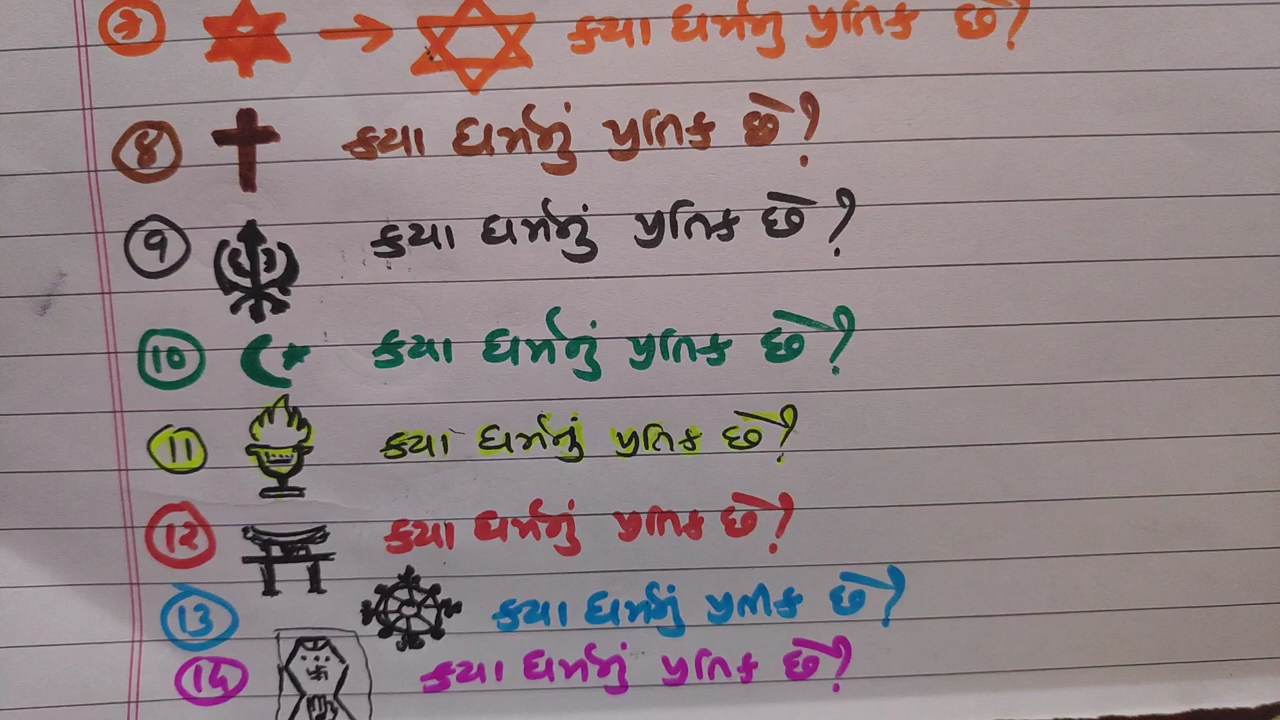 7 → કયા ધર્મનું પ્રતિક છે?
8 કયા ધર્મનું પ્રતિક છે?
9 કયા ધર્મનું પ્રતિક છે?
10 કયા ધર્મનું પ્રતિક છે?
11 કયા ધર્મનું પ્રતિક છે?
12 કયા ધર્મનું પ્રતિક છે?
13 કયા ધર્મનું પ્રતીક છે?
14 કયા ધર્મનું પ્રતિક છે?